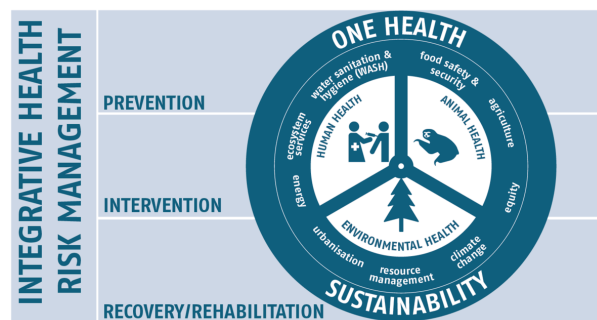 INTEGRATIVE HEALTH
RISK MANAGEMENT
PREVENTION
INTERVENTION
RECOVERY/REHABILITATION
ONE HEALTH
water sanitation &
hygiene (WASH)
food safety &
security
ecosystem
services
agriculture
energy
equity
urbanisation
resource
management
climate
change
HUMAN HEALTH
ANIMAL HEALTH
ENVIRONMENTAL HEALTH
SUSTAINABILITY